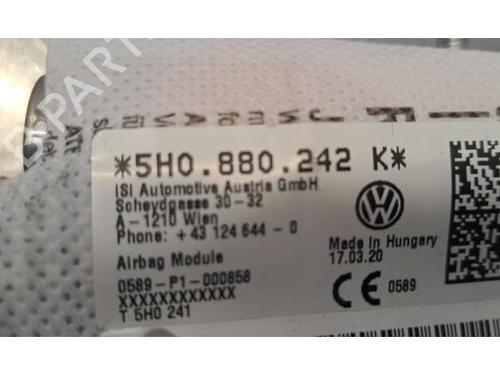 *5H0.880.242 K*
ISI Automotive Austria GmbH
Scheydgasse 30-32
A-1210 Wien
Phone: +43 124 644 - 0
Airbag Module
0589-P1-000858
XXXXXXXXXXXX
T 5H0 241
Made in Hungary
17.03.20
CE 0589